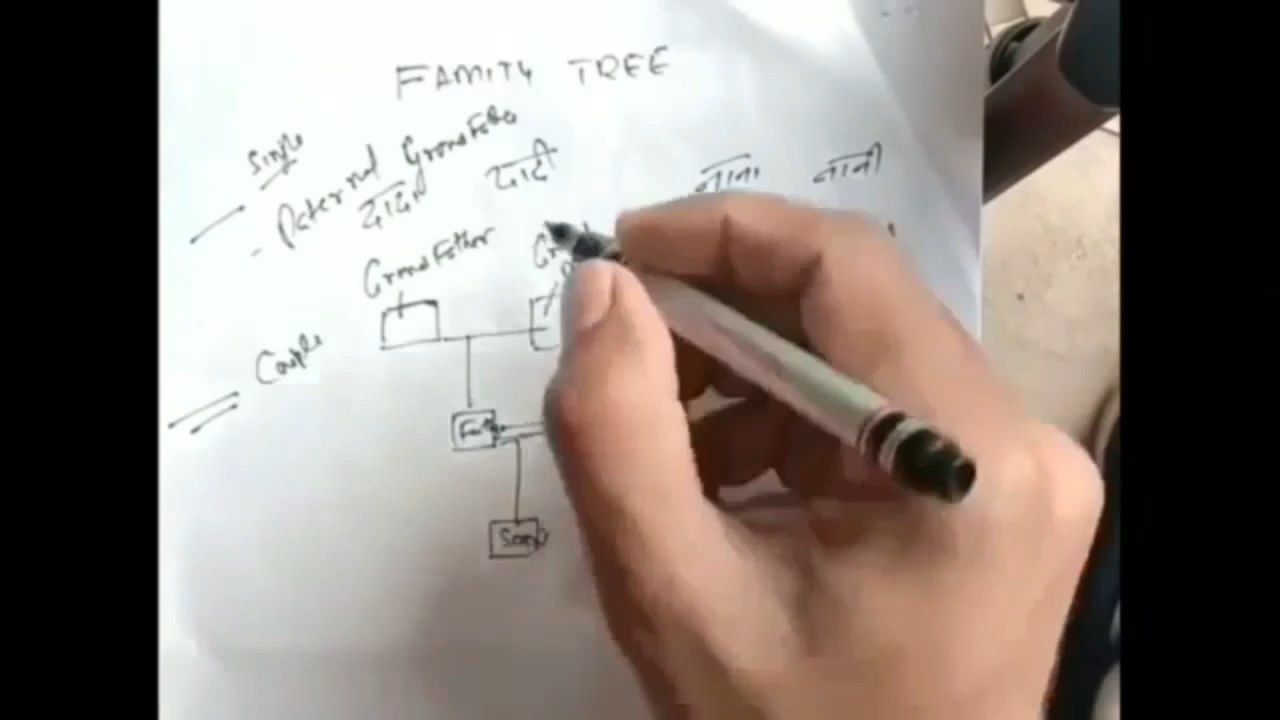 FAMILY TREE
Single
Paternal Grandfather
दादा दादी नाना नानी
Grandfather
Couple
Father
Son